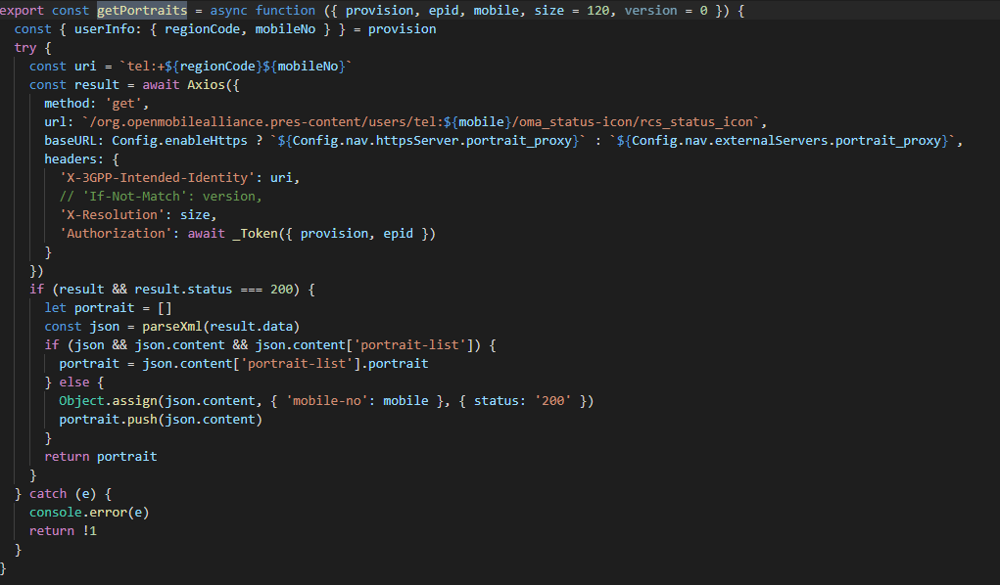 export const getPortraits = async function ({ provision, epid, mobile, size = 120, version = 0 }) {
  const { userInfo: { regionCode, mobileNo } } = provision
  try {
    const uri = `tel:+${regionCode}${mobileNo}`
    const result = await Axios({
      method: 'get',
      url: `/org.openmobilealliance.pres-content/users/tel:${mobile}/oma_status-icon/rcs_status_icon`,
      baseURL: Config.enableHttps ? `${Config.nav.httpsServer.portrait_proxy}` : `${Config.nav.externalServers.portrait_proxy}`,
      headers: {
        'X-3GPP-Intended-Identity': uri,
        // 'If-Not-Match': version,
        'X-Resolution': size,
        'Authorization': await _Token({ provision, epid })
      }
    })
    if (result && result.status === 200) {
      let portrait = []
      const json = parseXml(result.data)
      if (json && json.content && json.content['portrait-list']) {
        portrait = json.content['portrait-list'].portrait
      } else {
        Object.assign(json.content, { 'mobile-no': mobile }, { status: '200' })
        portrait.push(json.content)
      }
      return portrait
    }
  } catch (e) {
    console.error(e)
    return !1
  }
}